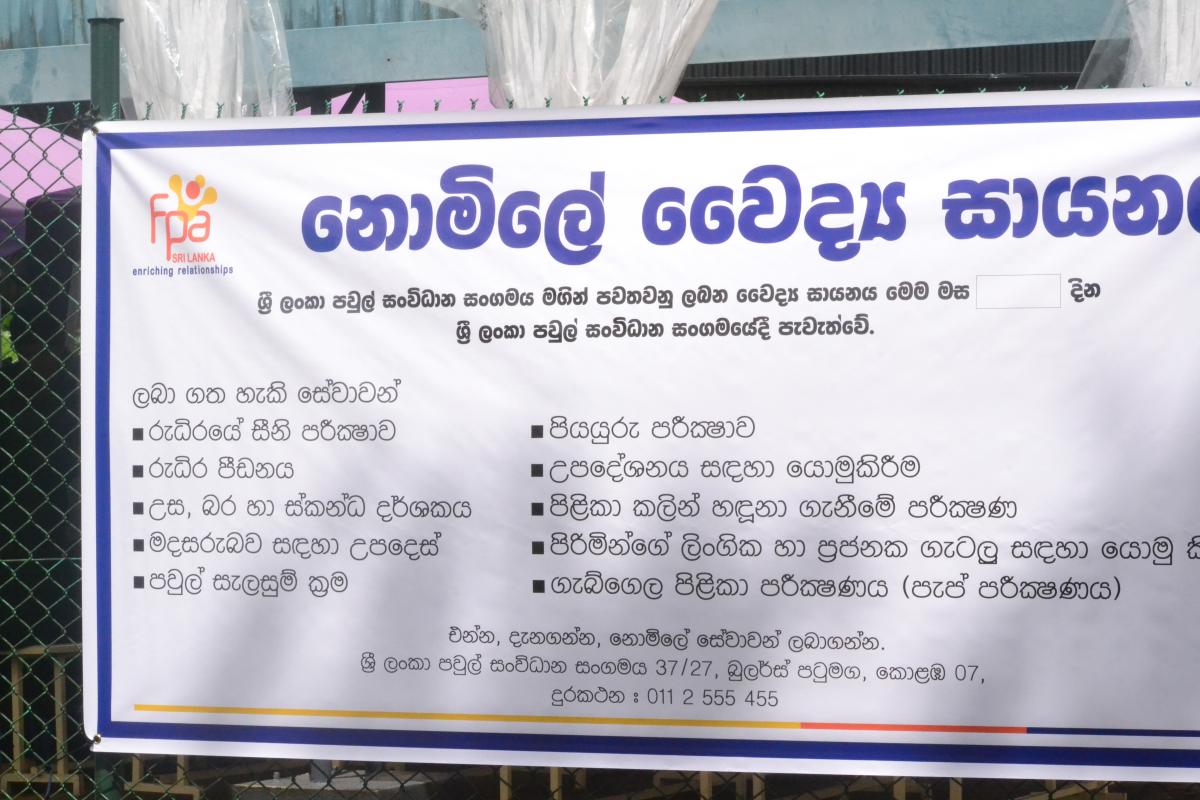 නොමිලේ වෛද්‍ය සායන
fpa
SRI LANKA
enriching relationships
ශ්‍රී ලංකා පවුල් සංවිධාන සංගමය මගින් පවතවනු ලබන වෛද්‍ය සායනය මෙම මස දින
ශ්‍රී ලංකා පවුල් සංවිධාන සංගමයේදී පැවැත්වේ.
ලබා ගත හැකි සේවාවන්
■ රුධිරයේ සීනි පරීක්‍ෂාව
■ රුධිර පීඩනය
■ උස, බර හා ස්කන්ධ දර්ශකය
■ මදසරුබව සඳහා උපදෙස්
■ පවුල් සැලසුම් ක්‍රම
■ පියයුරු පරීක්‍ෂාව
■ උපදේශනය සඳහා යොමුකිරීම
■ පිළිකා කලින් හඳූනා ගැනීමේ පරීක්‍ෂණ
■ පිරිමින්ගේ ලිංගික හා ප්‍රජනක ගැටලු සඳහා යොමු
■ ගැබ්ගෙල පිළිකා පරීක්‍ෂණය (පැප් පරීක්‍ෂණය)
එන්න, දැනගන්න, නොමිලේ සේවාවන් ලබාගන්න.
ශ්‍රී ලංකා පවුල් සංවිධාන සංගමය 37/27, බුලර්ස් පටුමග, කොළඹ 07,
දුරකථන : 011 2 555 455